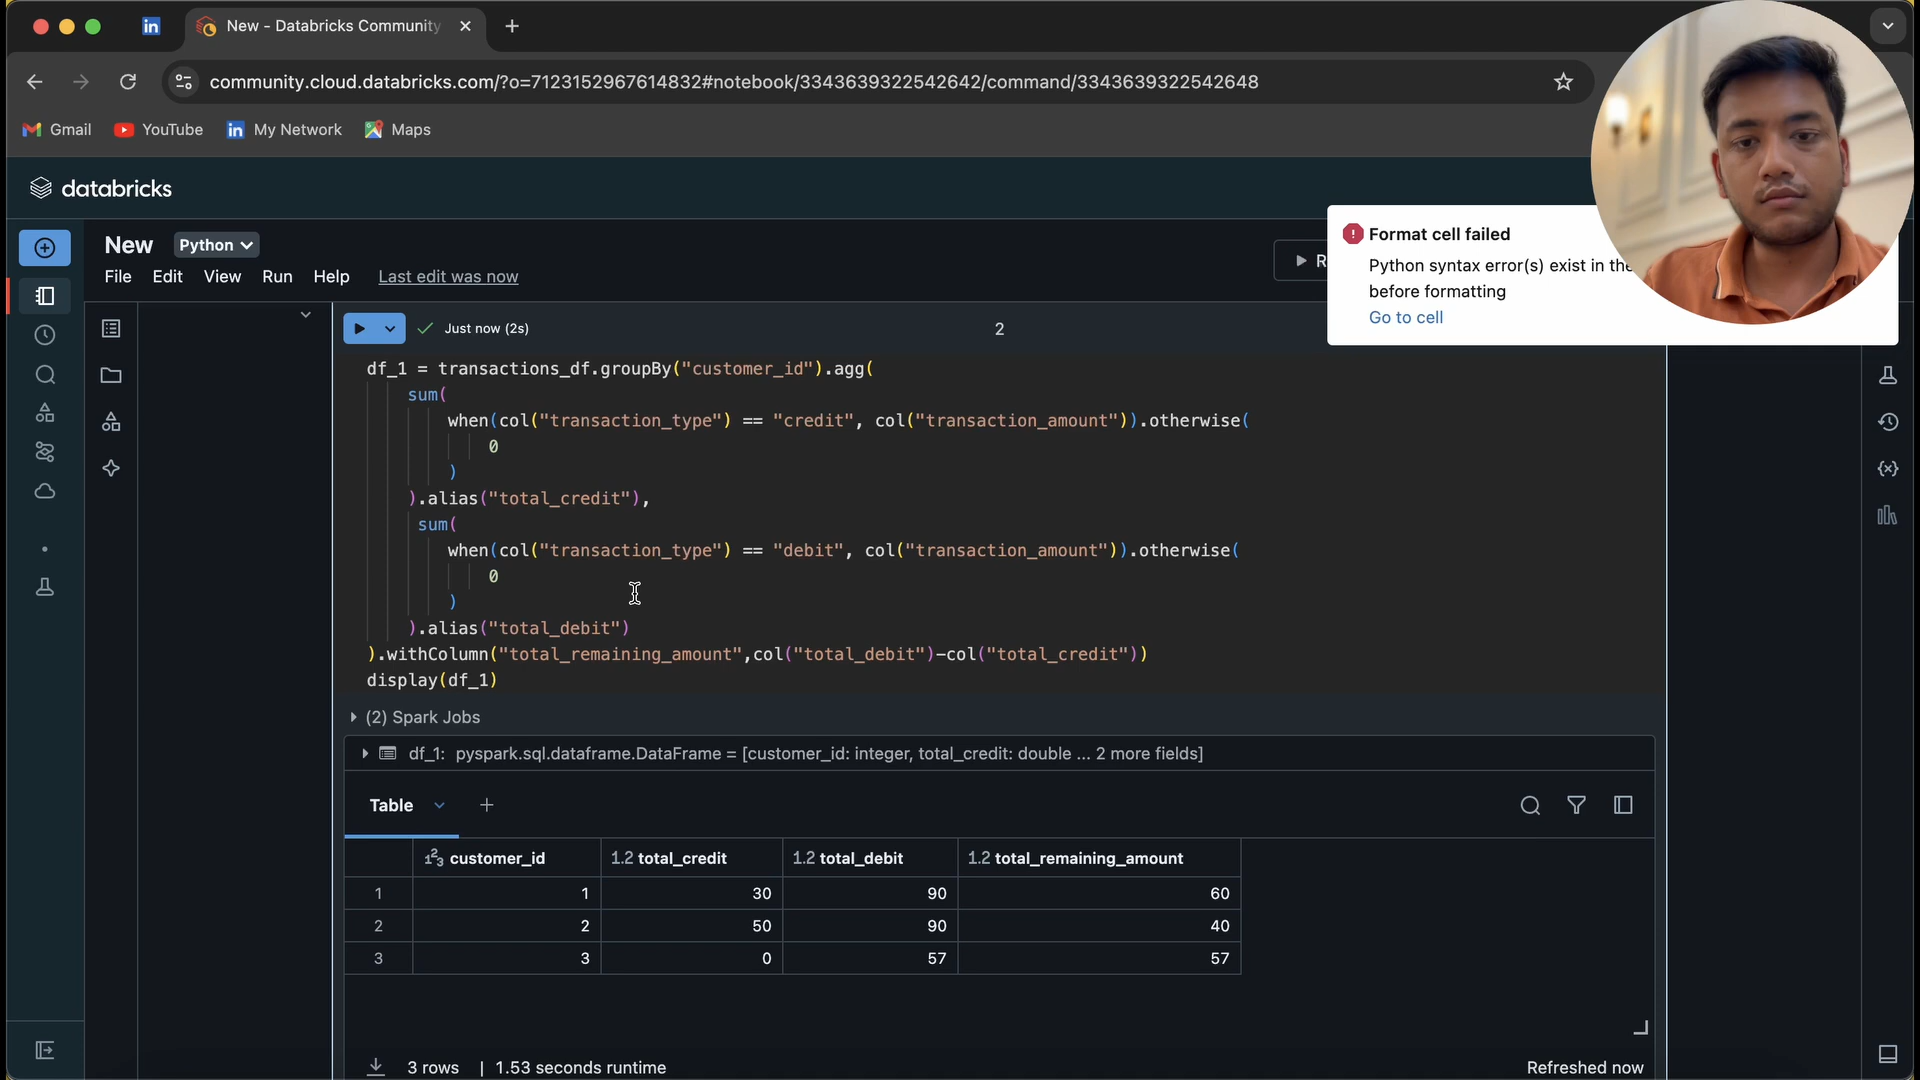 New - Databricks Community
community.cloud.databricks.com/?o=7123152967614832#notebook/3343639322542642/command/3343639322542648
Gmail YouTube My Network Maps
databricks
New Python
File Edit View Run Help Last edit was now
R
Format cell failed
Python syntax error(s) exist in the
before formatting
Go to cell
Just now (2s) 2
df_1 = transactions_df.groupBy("customer_id").agg(
sum(
when(col("transaction_type") == "credit", col("transaction_amount")).otherwise(
0
)
).alias("total_credit"),
sum(
when(col("transaction_type") == "debit", col("transaction_amount")).otherwise(
0
)
).alias("total_debit")
).withColumn("total_remaining_amount",col("total_debit")-col("total_credit"))
display(df_1)
(2) Spark Jobs
df_1: pyspark.sql.dataframe.DataFrame = [customer_id: integer, total_credit: double ... 2 more fields]
Table
123 customer_id 1.2 total_credit 1.2 total_debit 1.2 total_remaining_amount
1 1 30 90 60
2 2 50 90 40
3 3 0 57 57
3 rows | 1.53 seconds runtime Refreshed now